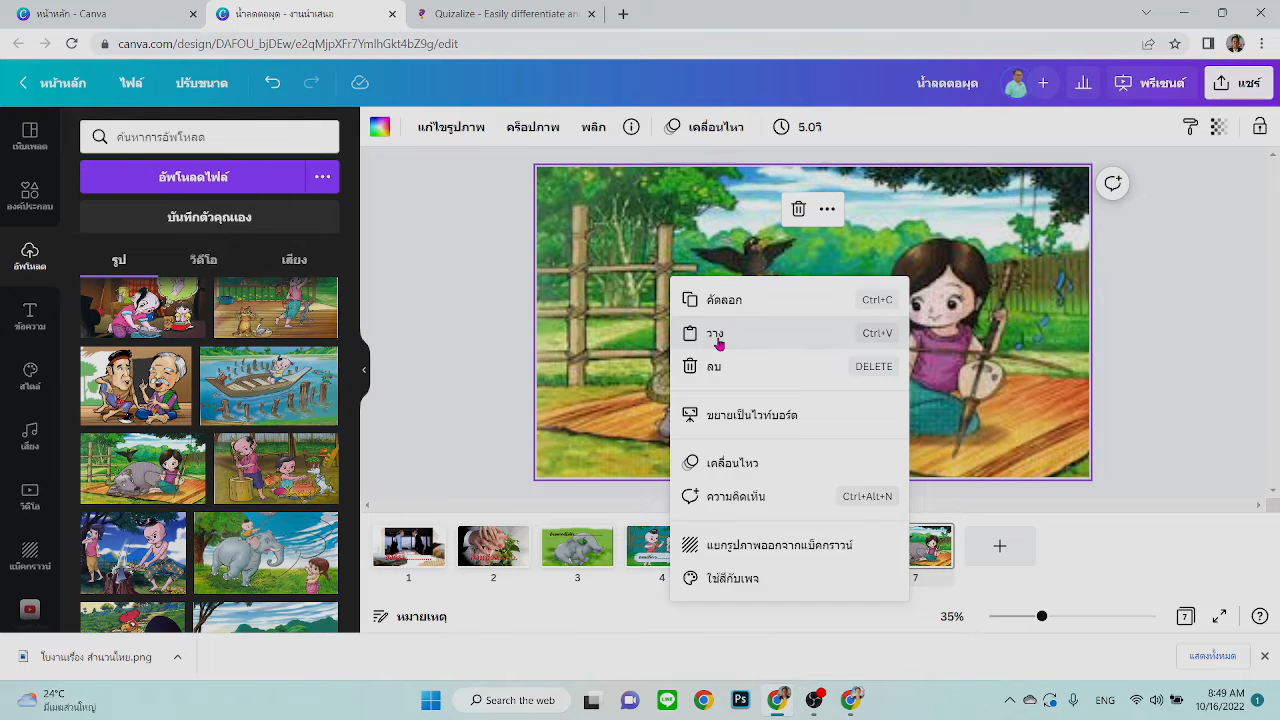 หน้าหลัก - Canva
น้ำลดตอผุด - งานนำเสนอ
Quizalize - Easily differentiate an
canva.com/design/DAFOU_bjDEw/e2qMjpXFr7YmlhGkt4bZ9g/edit
หน้าหลัก
ไฟล์
ปรับขนาด
น้ำลดตอผุด
พรีเซนต์
แชร์
ค้นหาการอัพโหลด
แก้ไขรูปภาพ
ครอปภาพ
พลิก
เคลื่อนไหว
5.0วิ
เท็มเพลต
อัพโหลดไฟล์
องค์ประกอบ
บันทึกตัวคุณเอง
อัพโหลด
รูป
วิดีโอ
เสียง
ข้อความ
สไตล์
เสียง
วิดีโอ
แบ็คกราวน์
คัดลอก Ctrl+C
วาง Ctrl+V
ลบ DELETE
ขยายเป็นไวท์บอร์ด
เคลื่อนไหว
ความคิดเห็น Ctrl+Alt+N
แยกรูปภาพออกจากแบ็คกราวน์
ใช้สีกับเพจ
1
2
3
4
7
หมายเหตุ
35%
7
ใบงานเรื่อง สำนวนไทย.png
แสดงทั้งหมด
24°C
มีเมฆส่วนใหญ่
Search the web
ENG
8:49 AM
10/16/2022
1